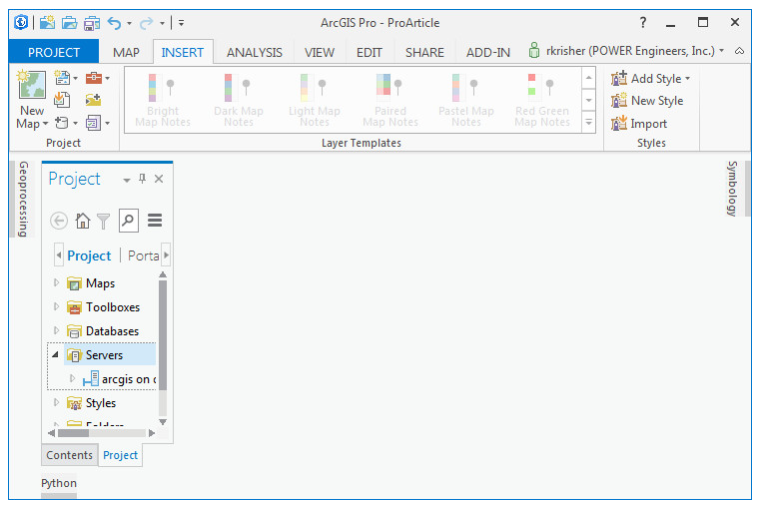 ArcGIS Pro - ProArticle
PROJECT MAP INSERT ANALYSIS VIEW EDIT SHARE ADD-IN rkrisher (POWER Engineers, Inc.)
New
Map
Project
Bright
Map Notes
Dark Map
Notes
Light Map
Notes
Paired
Map Notes
Pastel Map
Notes
Red Green
Map Notes
Layer Templates
Add Style
New Style
Import
Styles
Geoprocessing
Project
Project | Porta
Maps
Toolboxes
Databases
Servers
arcgis on
Styles
Folders
Contents Project
Python
Symbology